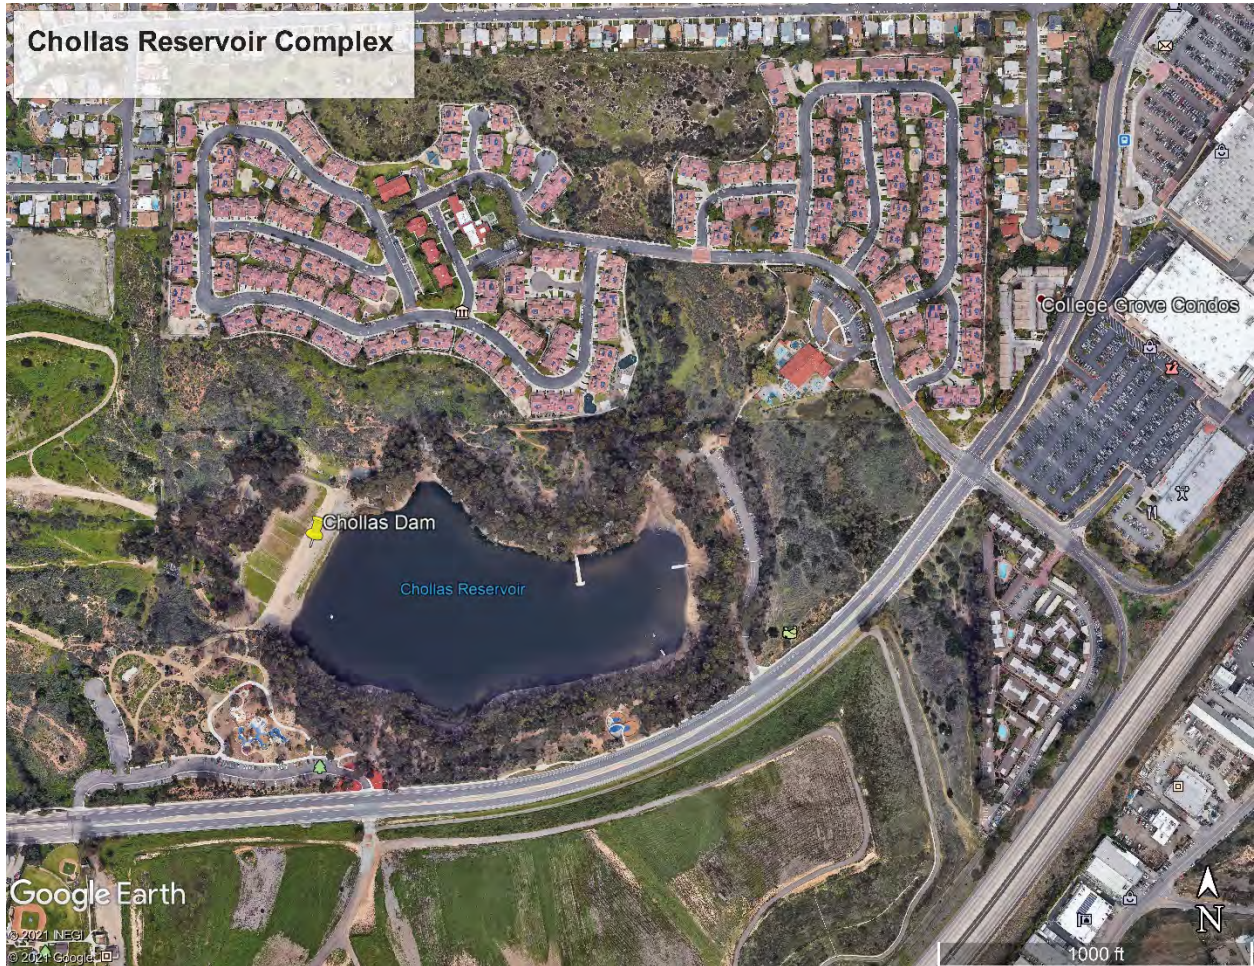 Chollas Reservoir Complex
College Grove Condos
Chollas Dam
Chollas Reservoir
Google Earth
© 2021 INEGI
© 2021 Google
N
1000 ft